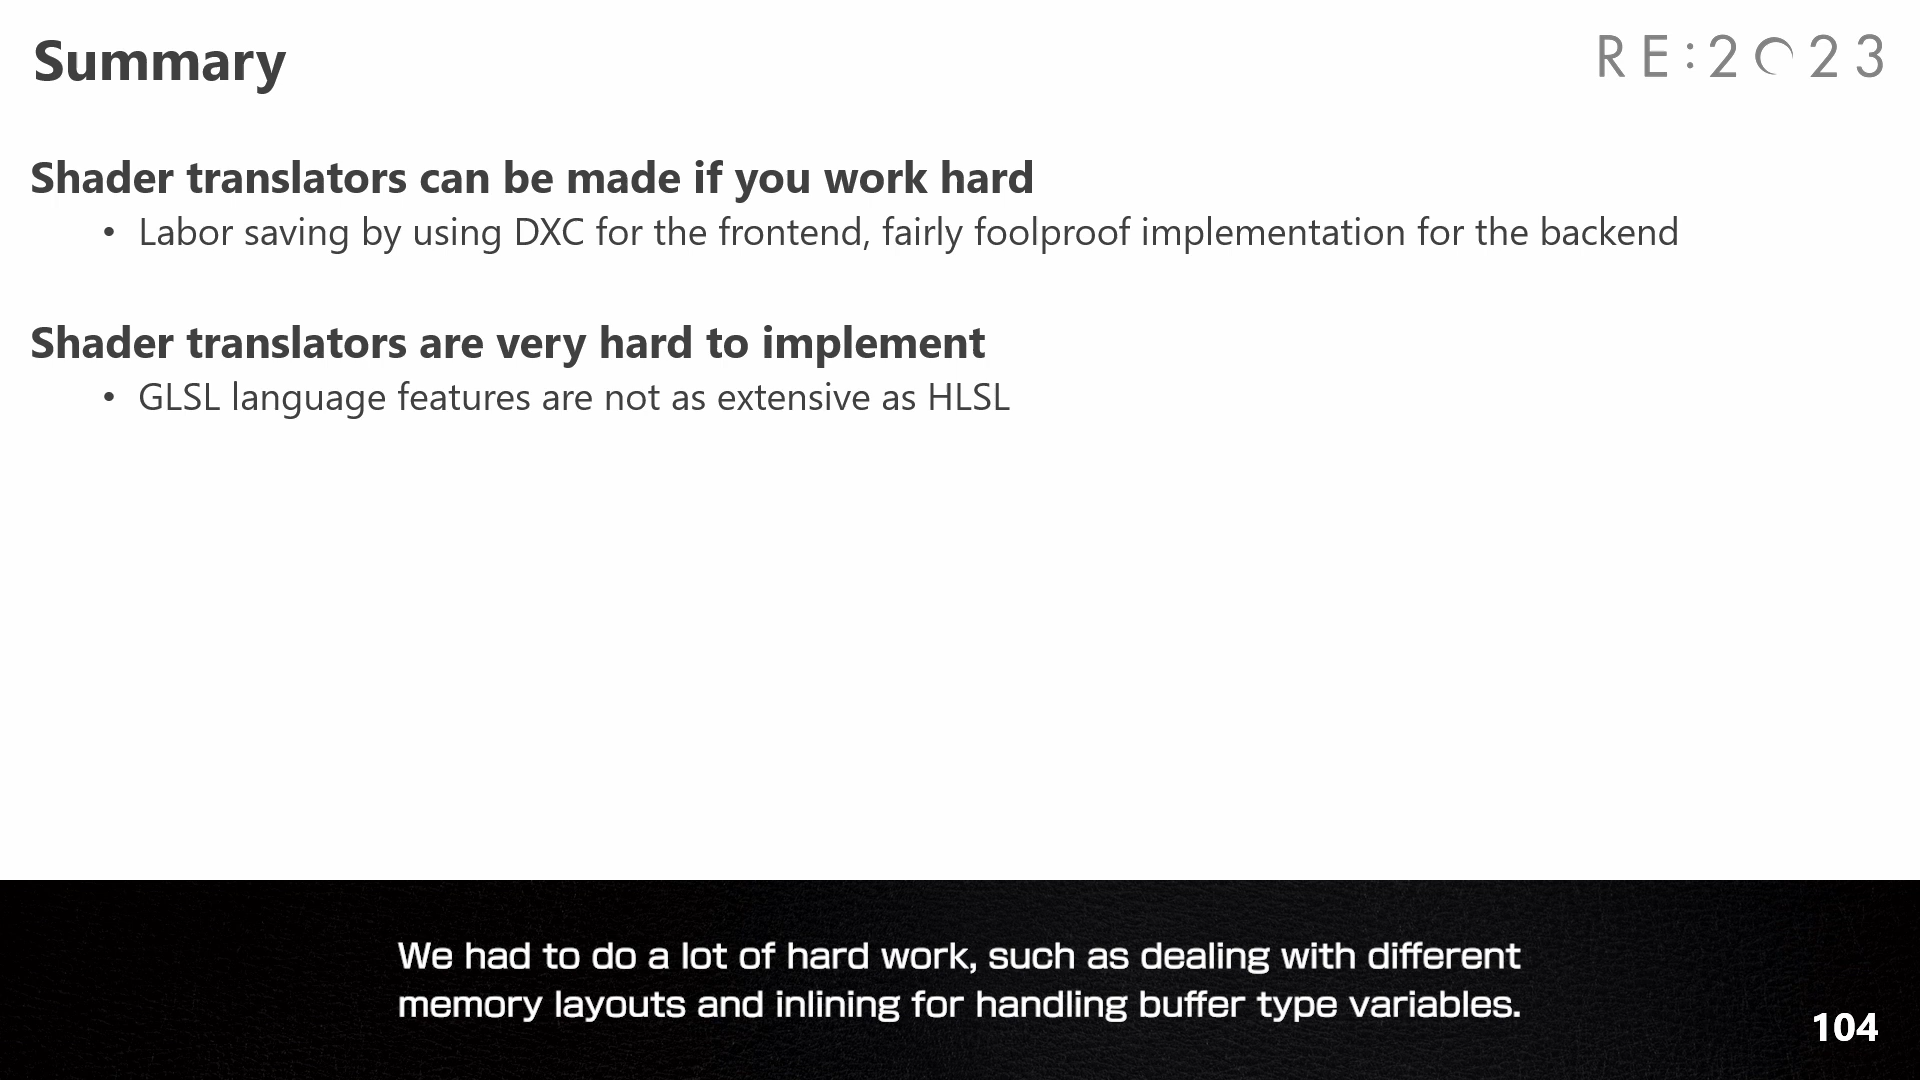 Summary
RE:2023
Shader translators can be made if you work hard
• Labor saving by using DXC for the frontend, fairly foolproof implementation for the backend
Shader translators are very hard to implement
• GLSL language features are not as extensive as HLSL
We had to do a lot of hard work, such as dealing with different
memory layouts and inlining for handling buffer type variables.
104